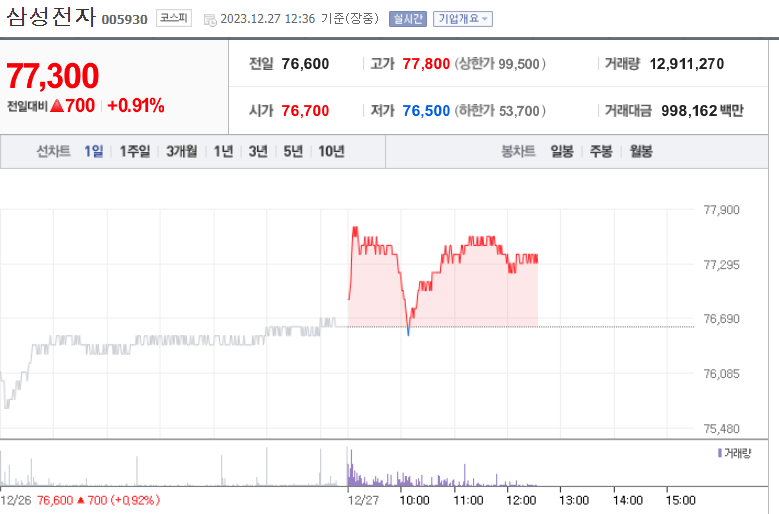 삼성전자 005930 코스피 2023.12.27 12:36 기준(장중) 실시간 기업개요
77,300
전일대비 ▲700 +0.91%
전일 76,600 고가 77,800 (상한가 99,500) 거래량 12,911,270
시가 76,700 저가 76,500 (하한가 53,700) 거래대금 998,162 백만
선차트 1일 1주일 3개월 1년 3년 5년 10년 봉차트 일봉 주봉 월봉
77,900
77,295
76,690
76,085
75,480
거래량
12/26 76,600 ▲700 (+0.92%) 12/27 10:00 11:00 12:00 13:00 14:00 15:00